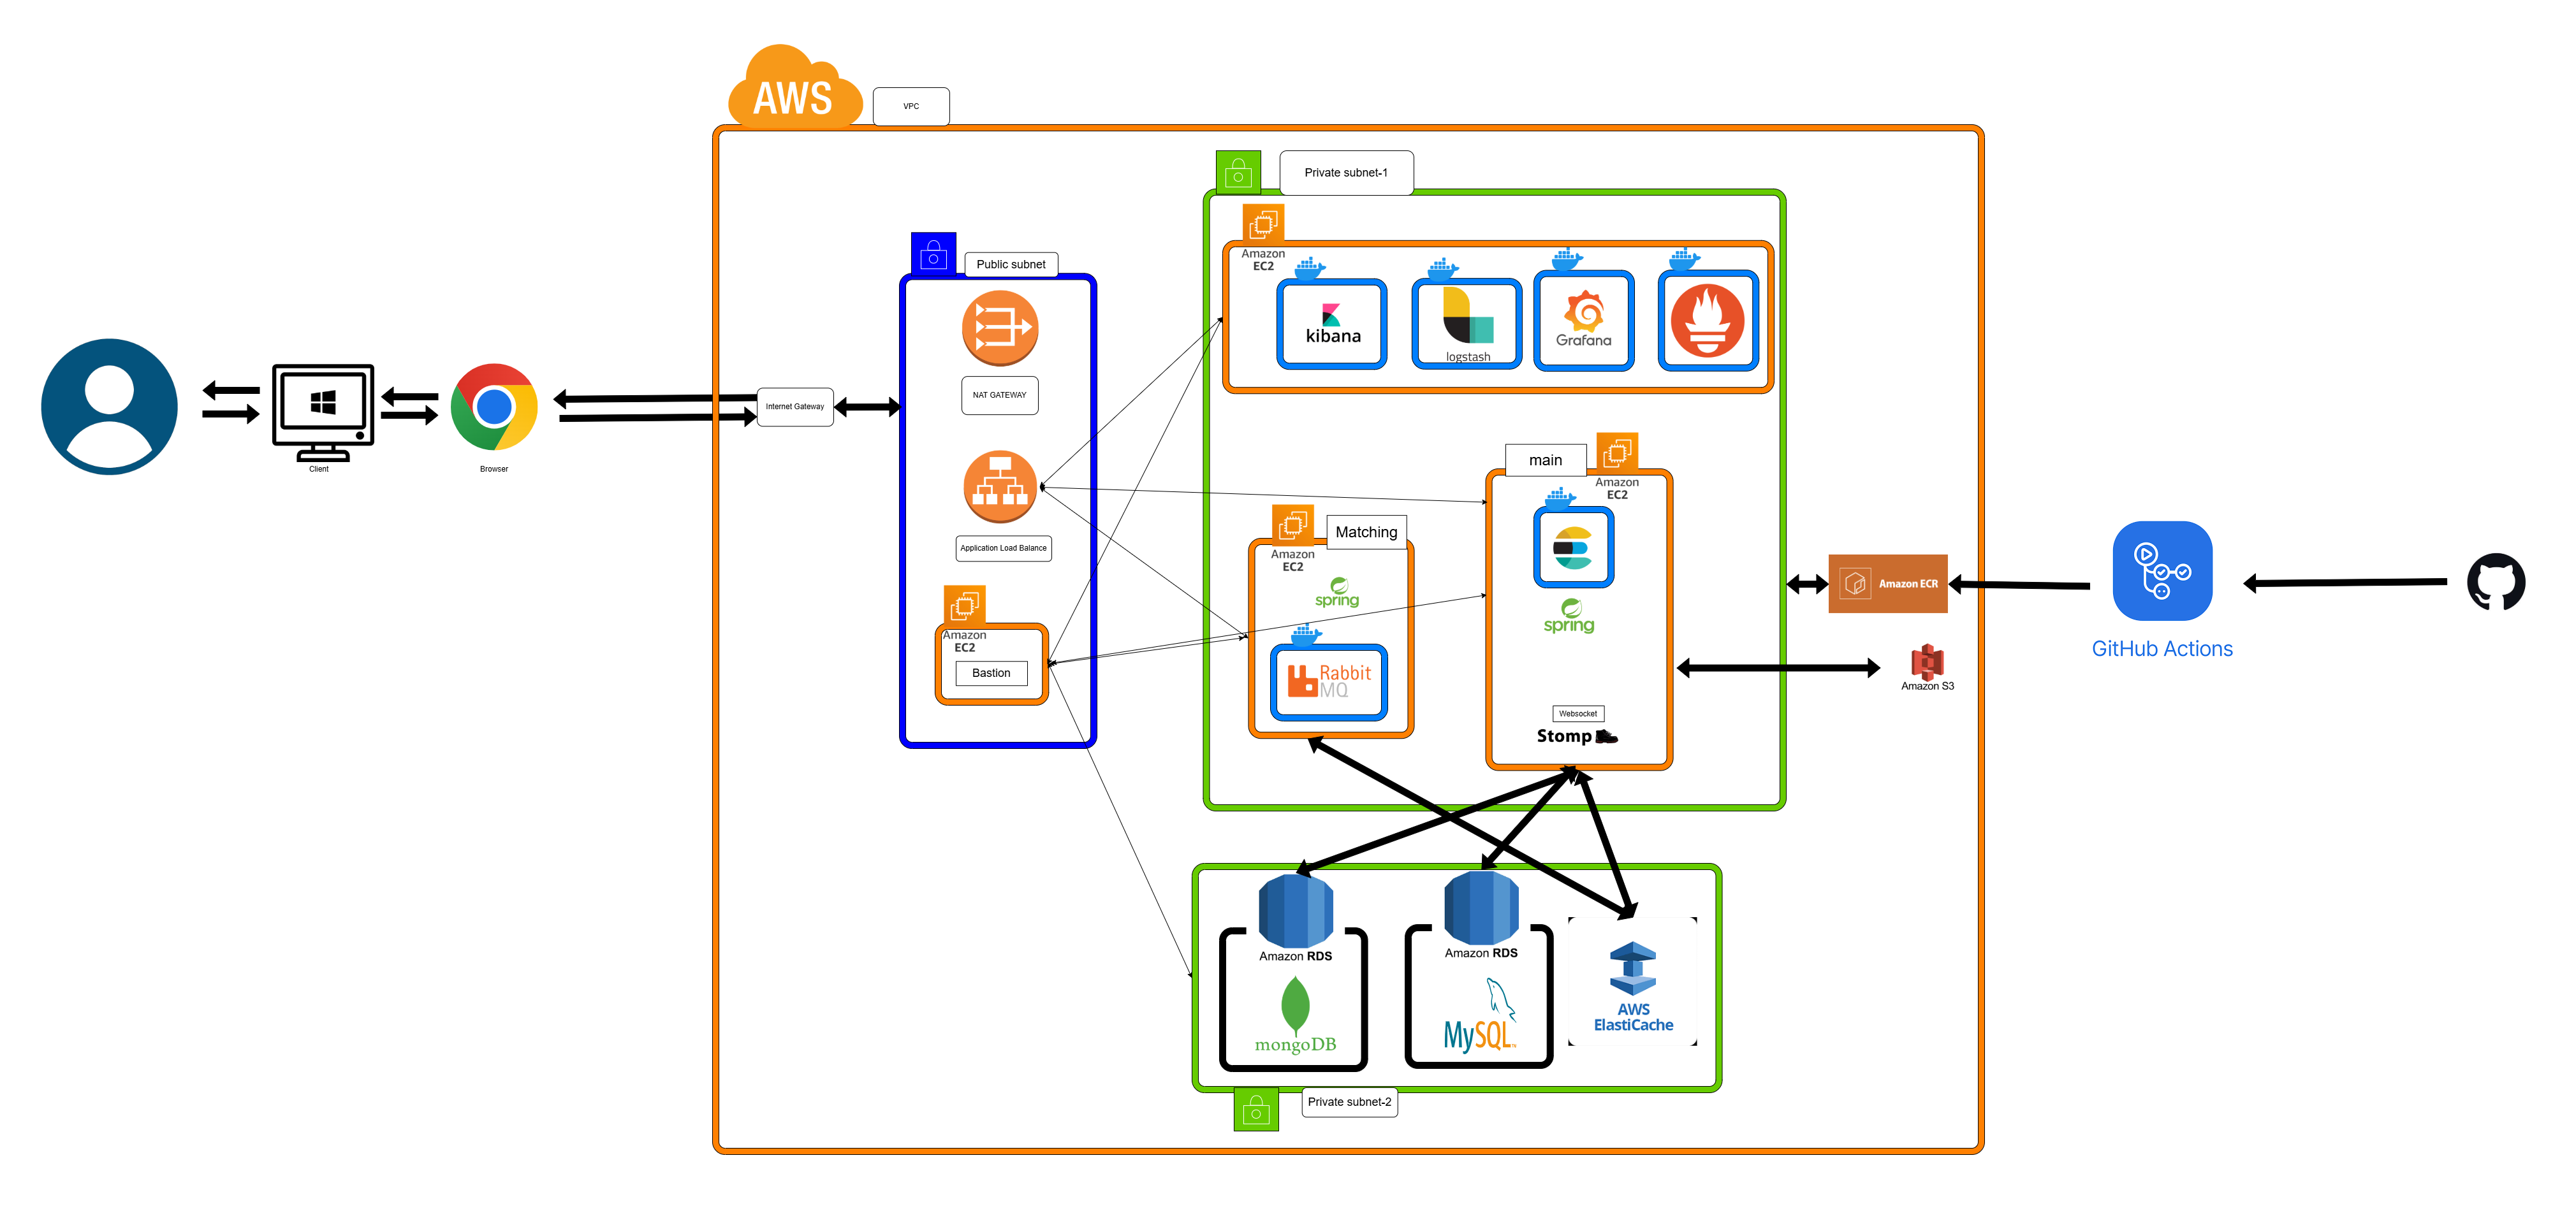 AWS
VPC
Private subnet-1
Amazon
EC2
kibana
logstash
Grafana
Public subnet
NAT GATEWAY
Internet Gateway
Client
Browser
Application Load Balance
Amazon
EC2
Bastion
main
Amazon
EC2
spring
Websocket
Stomp
Matching
Amazon
EC2
spring
Rabbit
MQ
Amazon ECR
Amazon S3
GitHub Actions
Amazon RDS
mongoDB
Amazon RDS
MySQL™
AWS
ElastiCache
Private subnet-2